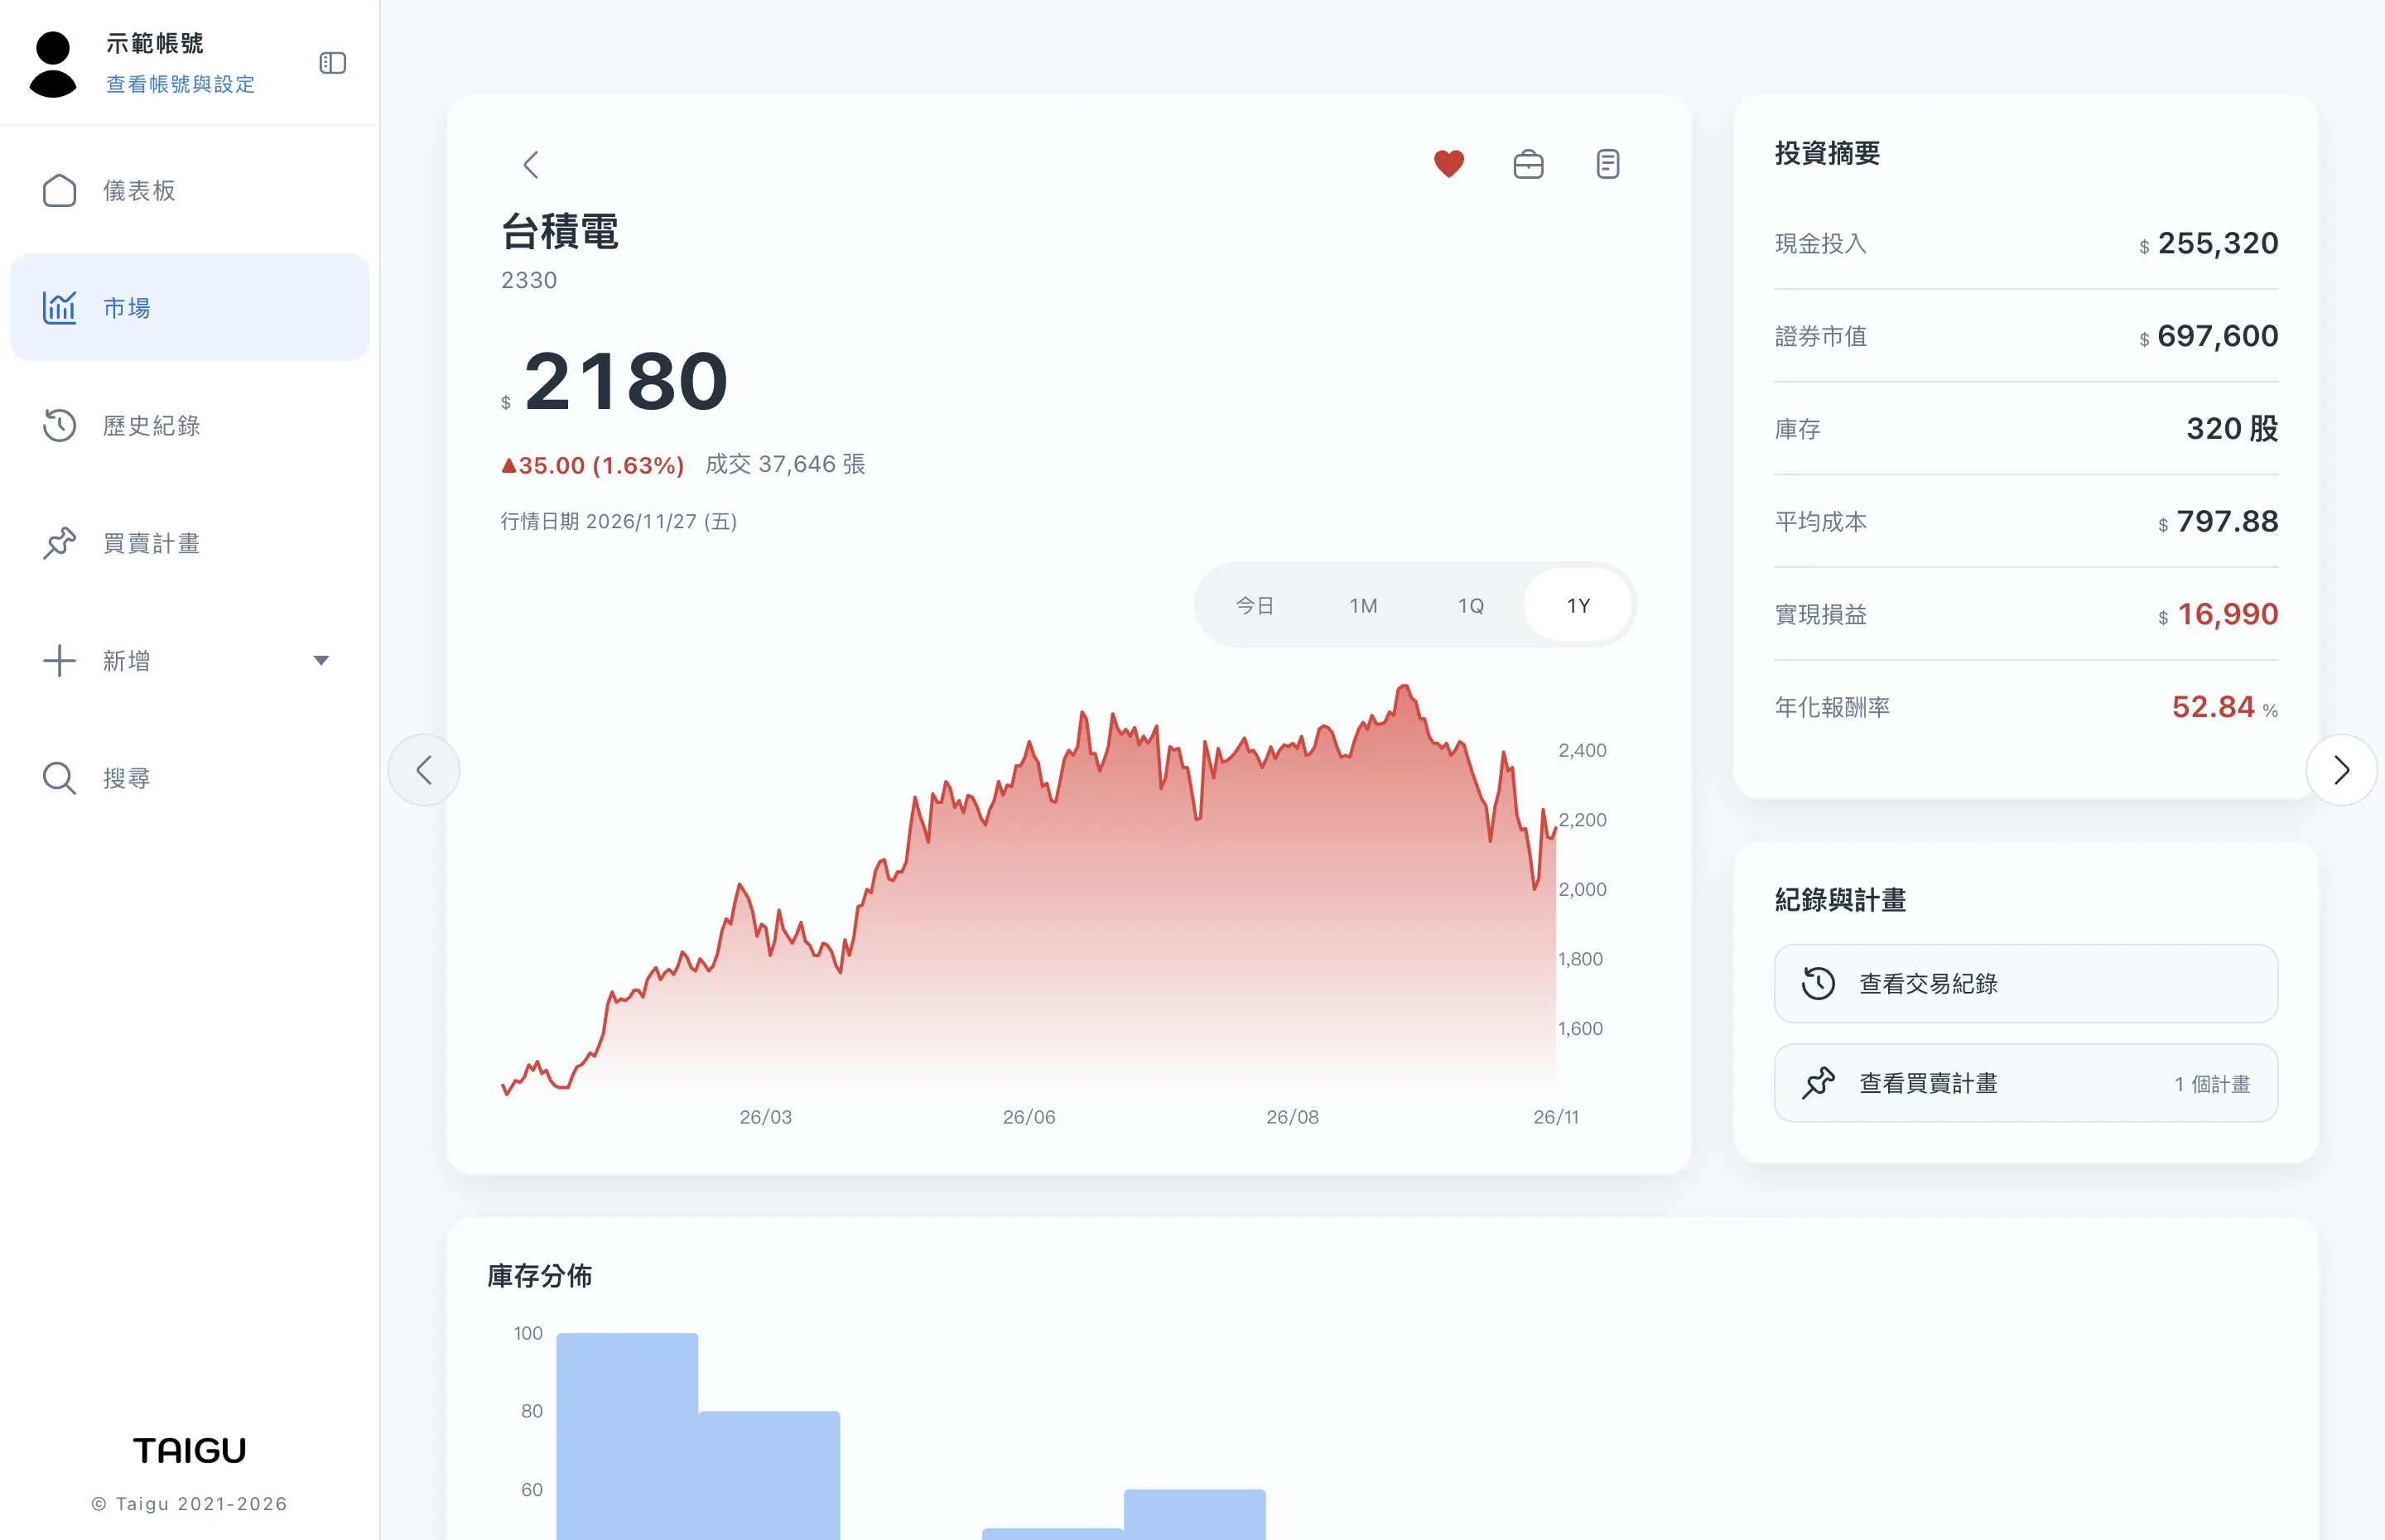 示範帳號
查看帳號與設定
儀表板
市場
歷史紀錄
買賣計畫
新增
搜尋
TAIGU
© Taigu 2021-2026
台積電
2330
$ 2180
▲35.00 (1.63%) 成交 37,646 張
行情日期 2026/11/27 (五)
今日 1M 1Q 1Y
2,400
2,200
2,000
1,800
1,600
26/03 26/06 26/08 26/11
投資摘要
現金投入 $ 255,320
證券市值 $ 697,600
庫存 320 股
平均成本 $ 797.88
實現損益 $ 16,990
年化報酬率 52.84 %
紀錄與計畫
查看交易紀錄
查看買賣計畫 1 個計畫
庫存分佈
100
80
60